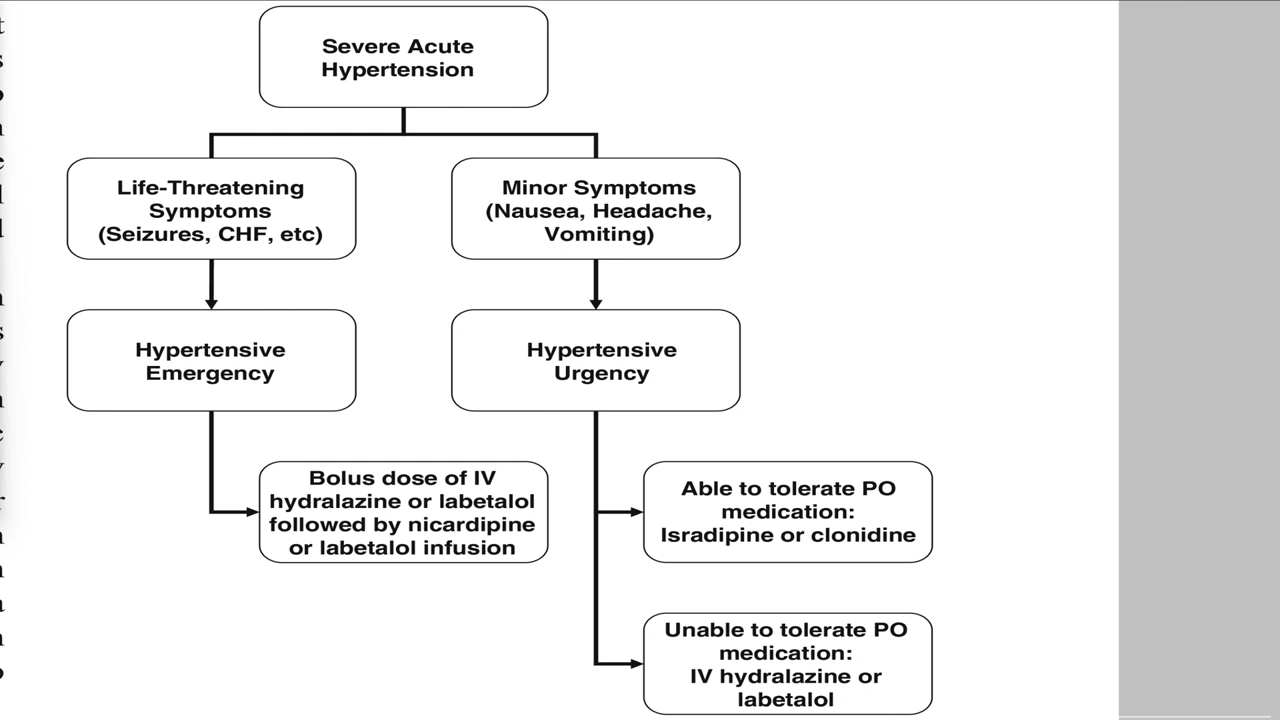 Severe Acute
Hypertension
Life-Threatening
Symptoms
(Seizures, CHF, etc)
Minor Symptoms
(Nausea, Headache,
Vomiting)
Hypertensive
Emergency
Hypertensive
Urgency
Bolus dose of IV
hydralazine or labetalol
followed by nicardipine
or labetalol infusion
Able to tolerate PO
medication:
Isradipine or clonidine
Unable to tolerate PO
medication:
IV hydralazine or
labetalol